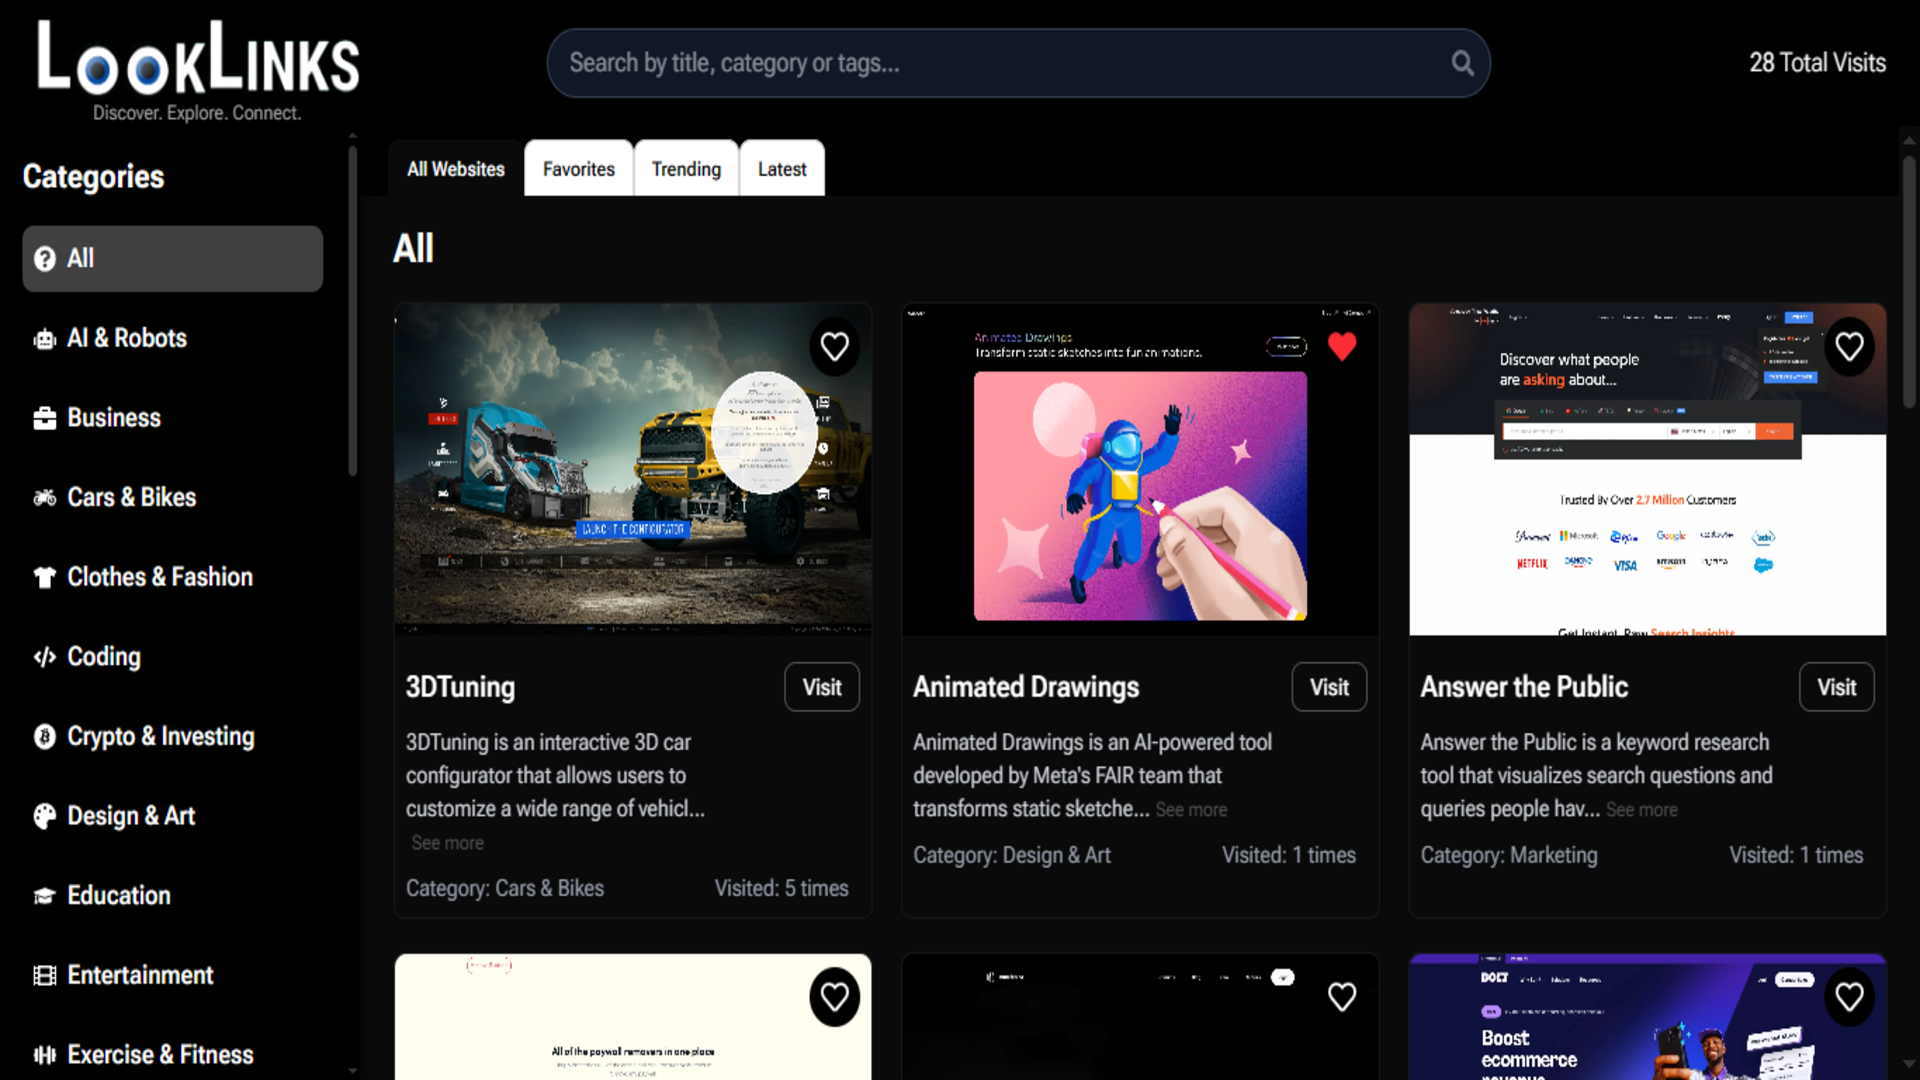 LookLinks
Discover. Explore. Connect.
Search by title, category or tags...
28 Total Visits
Categories
All
AI & Robots
Business
Cars & Bikes
Clothes & Fashion
Coding
Crypto & Investing
Design & Art
Education
Entertainment
Exercise & Fitness
All Websites
Favorites
Trending
Latest
All
LAUNCH THE CONFIGURATOR
3DTuning
Visit
3DTuning is an interactive 3D car
configurator that allows users to
customize a wide range of vehicl...
See more
Category: Cars & Bikes
Visited: 5 times
Animated Drawings
Transform static sketches into fun animations.
Animated Drawings
Visit
Animated Drawings is an AI-powered tool
developed by Meta's FAIR team that
transforms static sketche... See more
Category: Design & Art
Visited: 1 times
Discover what people
are asking about...
Trusted By Over 2.7 Million Customers
Paramount Microsoft Google
NETFLIX DANONE VISA amazon
Get Instant, Raw Search Insights
Answer the Public
Visit
Answer the Public is a keyword research
tool that visualizes search questions and
queries people hav... See more
Category: Marketing
Visited: 1 times
All of the paywall removers in one place
BOLT
Boost
ecommerce
revenue